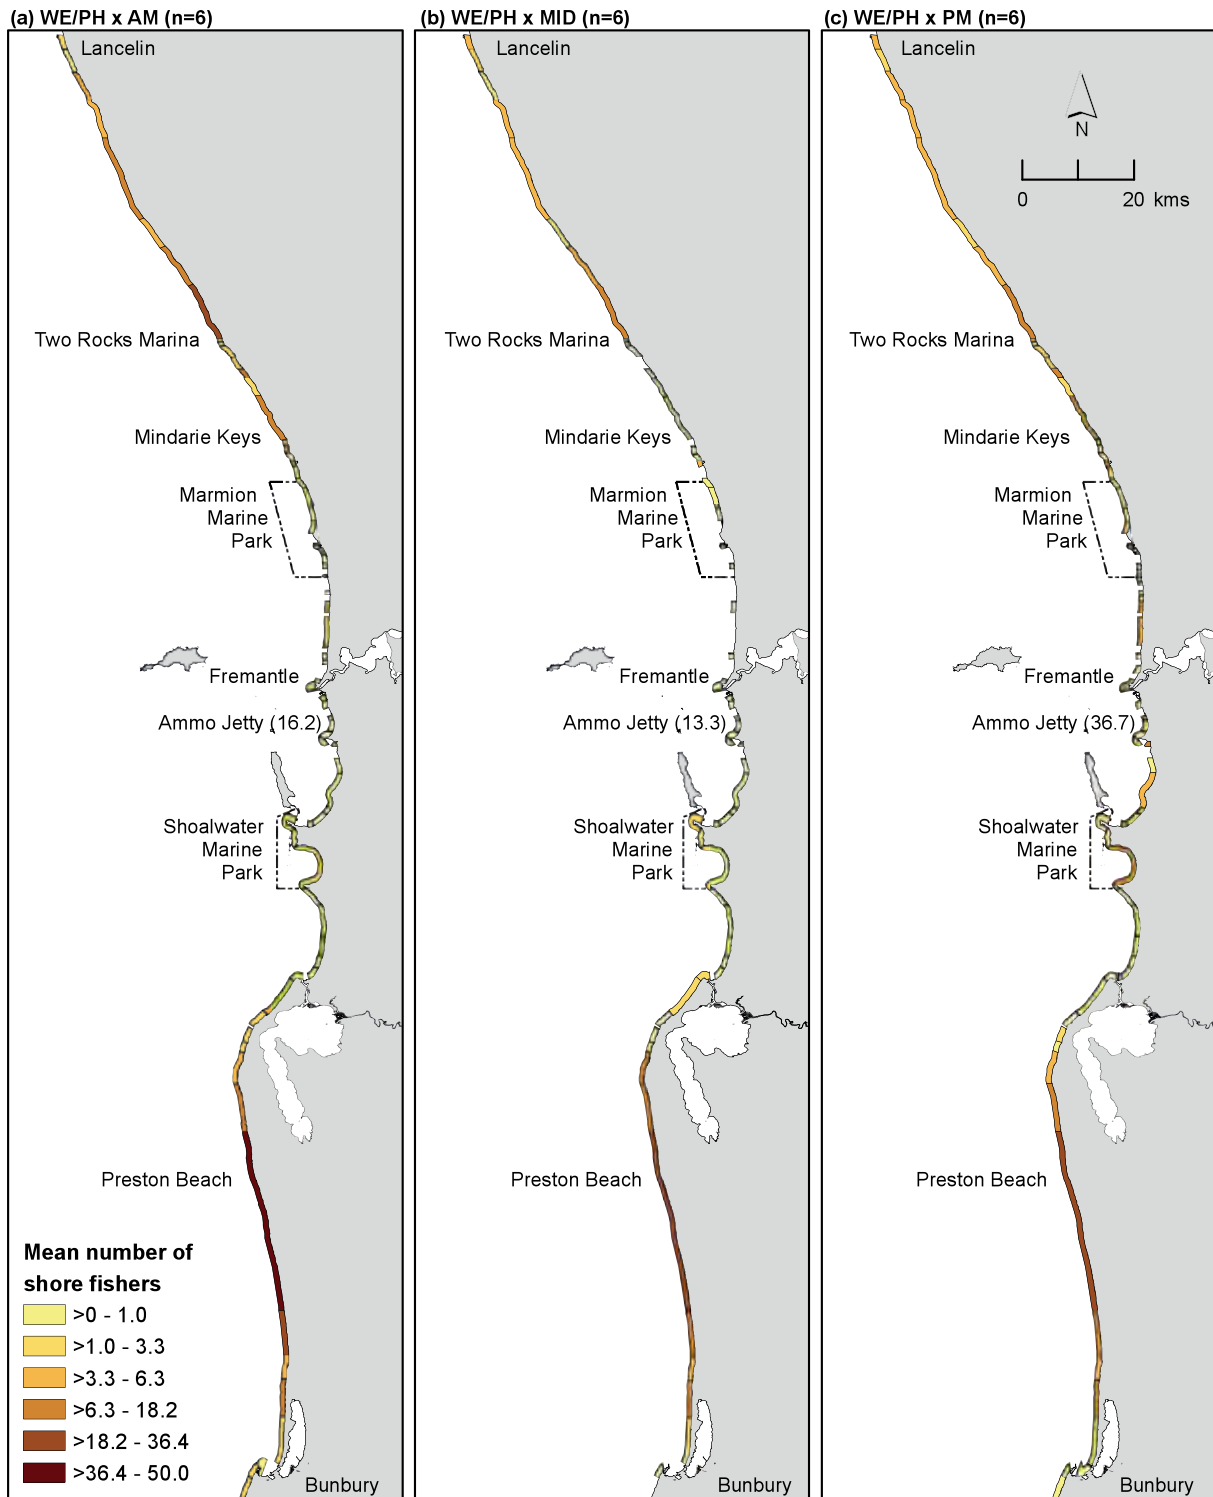 (a) WE/PH x AM (n=6)
Lancelin
Two Rocks Marina
Mindarie Keys
Marmion
Marine
Park
Fremantle
Ammo Jetty (16.2)
Shoalwater
Marine
Park
Preston Beach
Mean number of
shore fishers
>0 - 1.0
>1.0 - 3.3
>3.3 - 6.3
>6.3 - 18.2
>18.2 - 36.4
>36.4 - 50.0
Bunbury
(b) WE/PH x MID (n=6)
Lancelin
Two Rocks Marina
Mindarie Keys
Marmion
Marine
Park
Fremantle
Ammo Jetty (13.3)
Shoalwater
Marine
Park
Preston Beach
Bunbury
(c) WE/PH x PM (n=6)
Lancelin
N
0 20 kms
Two Rocks Marina
Mindarie Keys
Marmion
Marine
Park
Fremantle
Ammo Jetty (36.7)
Shoalwater
Marine
Park
Preston Beach
Bunbury